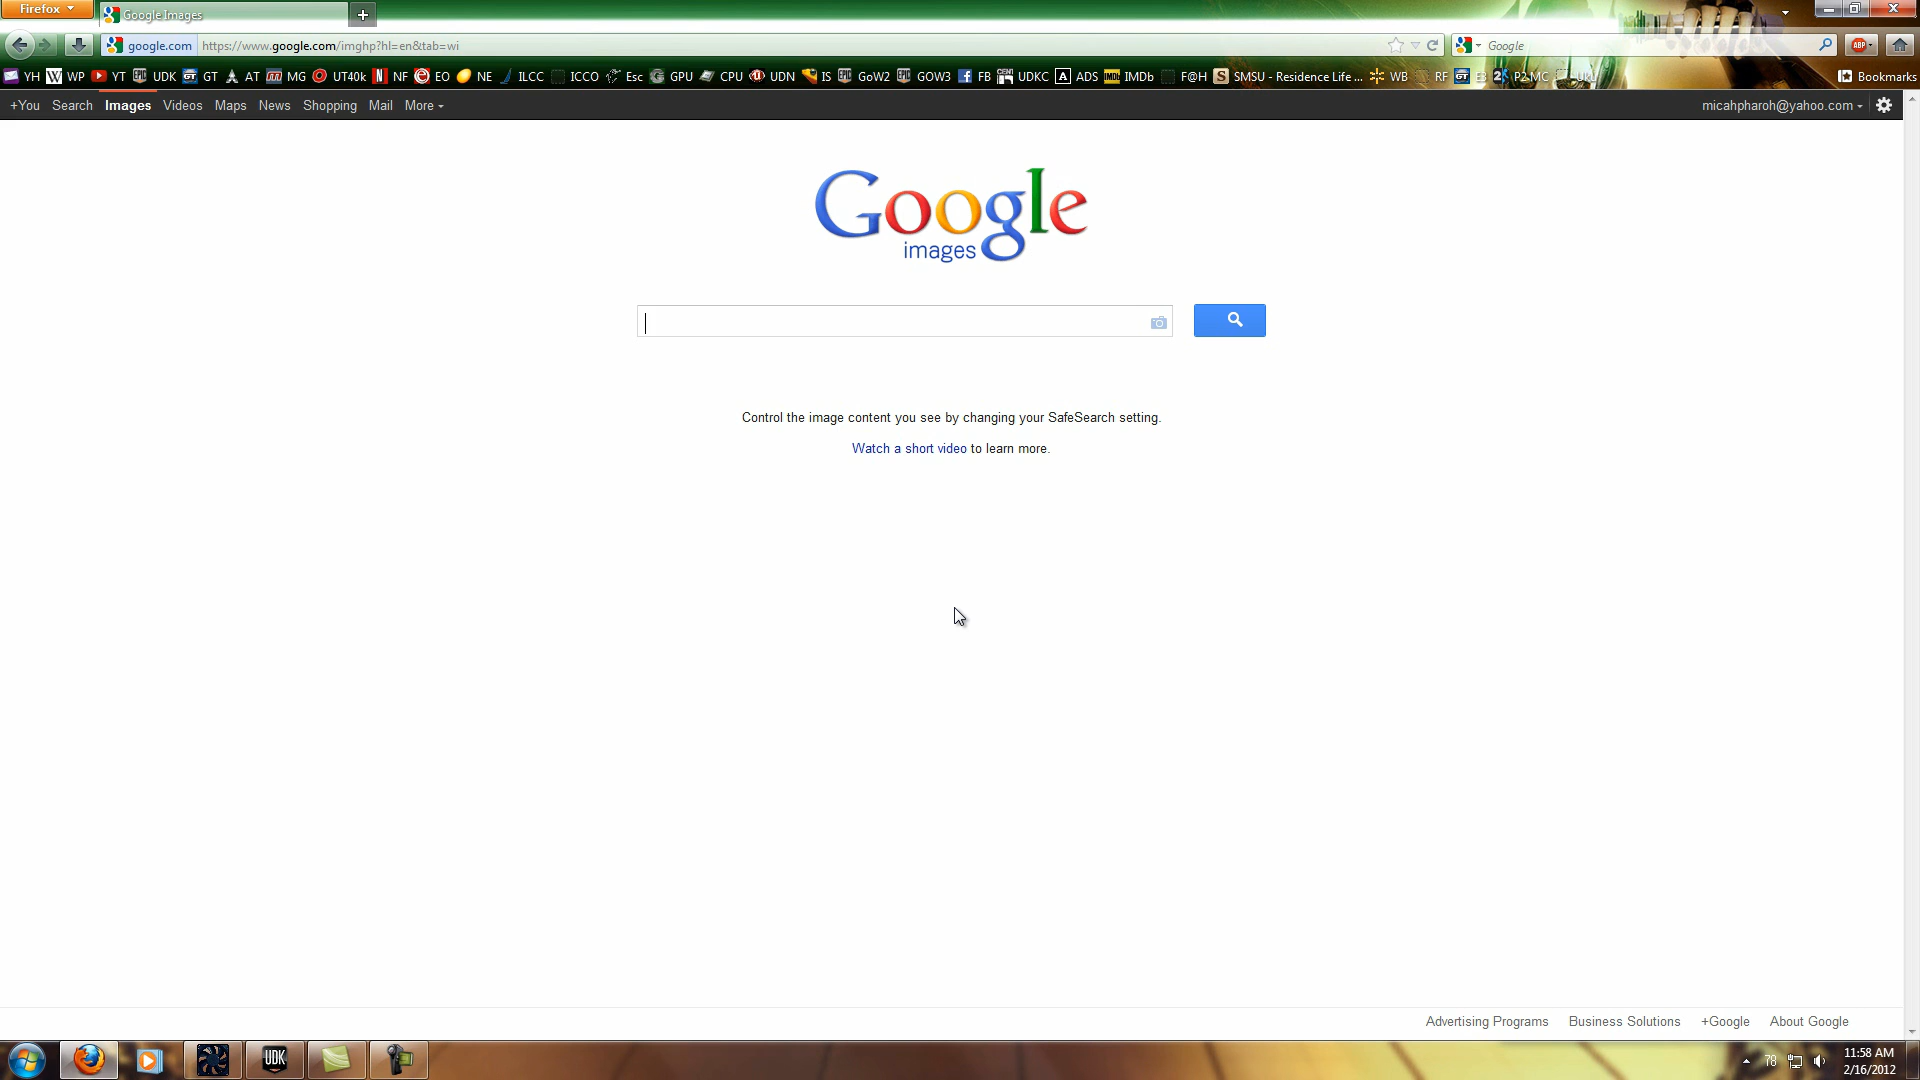 Firefox
Google Images
google.com https://www.google.com/imghp?hl=en&tab=wi
Google
ABP
YH W WP YT UDK GT AT MG UT40k NF EO NE ILCC ICCO Esc GPU CPU UDN IS GoW2 GOW3 FB UDKC ADS IMDb F@H SMSU - Residence Life ... WB RF E3 P2 MC Bookmarks
+You Search Images Videos Maps News Shopping Mail More
micahpharoh@yahoo.com
Google
images
Control the image content you see by changing your SafeSearch setting.
Watch a short video to learn more.
Advertising Programs Business Solutions +Google About Google
UDK
78
11:58 AM
2/16/2012